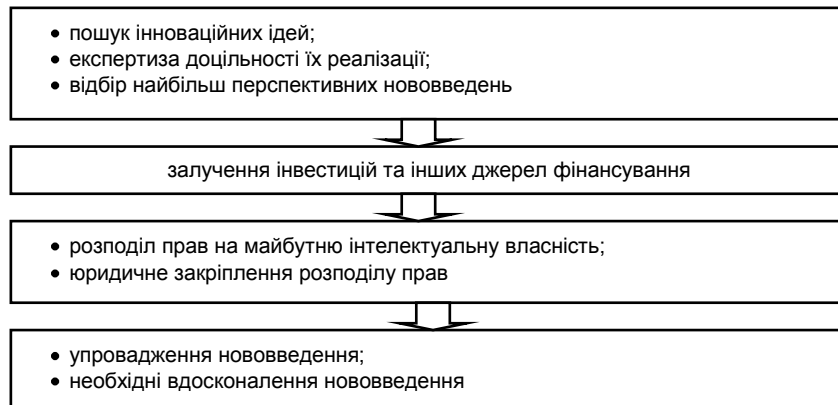 • пошук інноваційних ідей;
• експертиза доцільності їх реалізації;
• відбір найбільш перспективних нововведень
залучення інвестицій та інших джерел фінансування
• розподіл прав на майбутню інтелектуальну власність;
• юридичне закріплення розподілу прав
• упровадження нововведення;
• необхідні вдосконалення нововведення